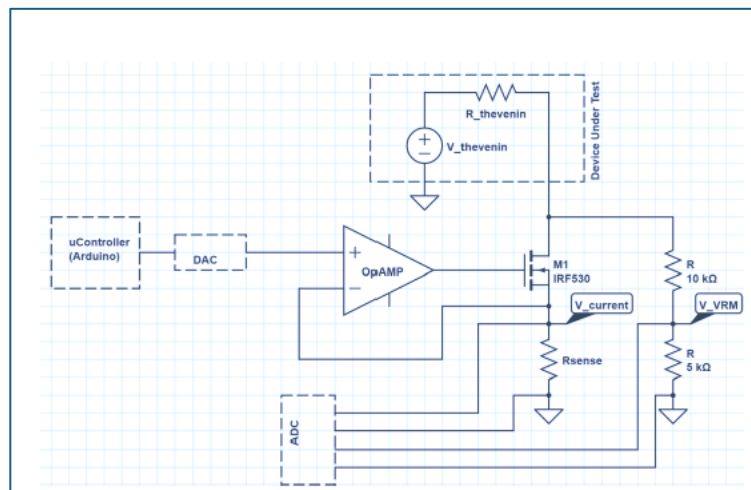 R_thevenin
V_thevenin
Device Under Test
uController
(Arduino)
DAC
OpAMP
M1
IRF530
R
10 kΩ
V_current
V_VRM
Rsense
R
5 kΩ
ADC